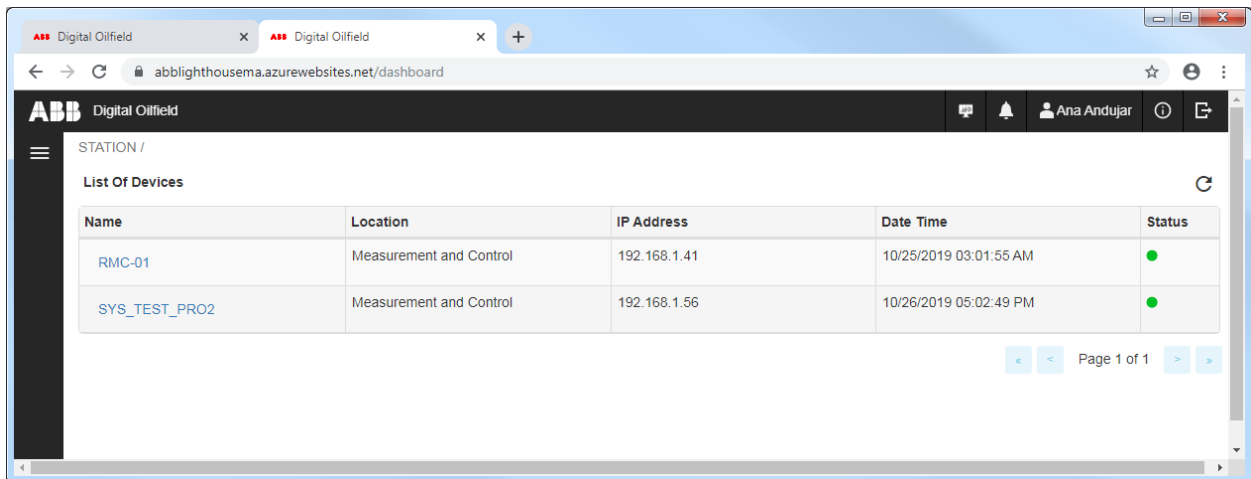 ABB Digital Oilfield ABB Digital Oilfield
abblighthousema.azurewebsites.net/dashboard
ABB Digital Oilfield Ana Andujar
STATION /
List Of Devices
Name Location IP Address Date Time Status
RMC-01 Measurement and Control 192.168.1.41 10/25/2019 03:01:55 AM
SYS_TEST_PRO2 Measurement and Control 192.168.1.56 10/26/2019 05:02:49 PM
« < Page 1 of 1 > »